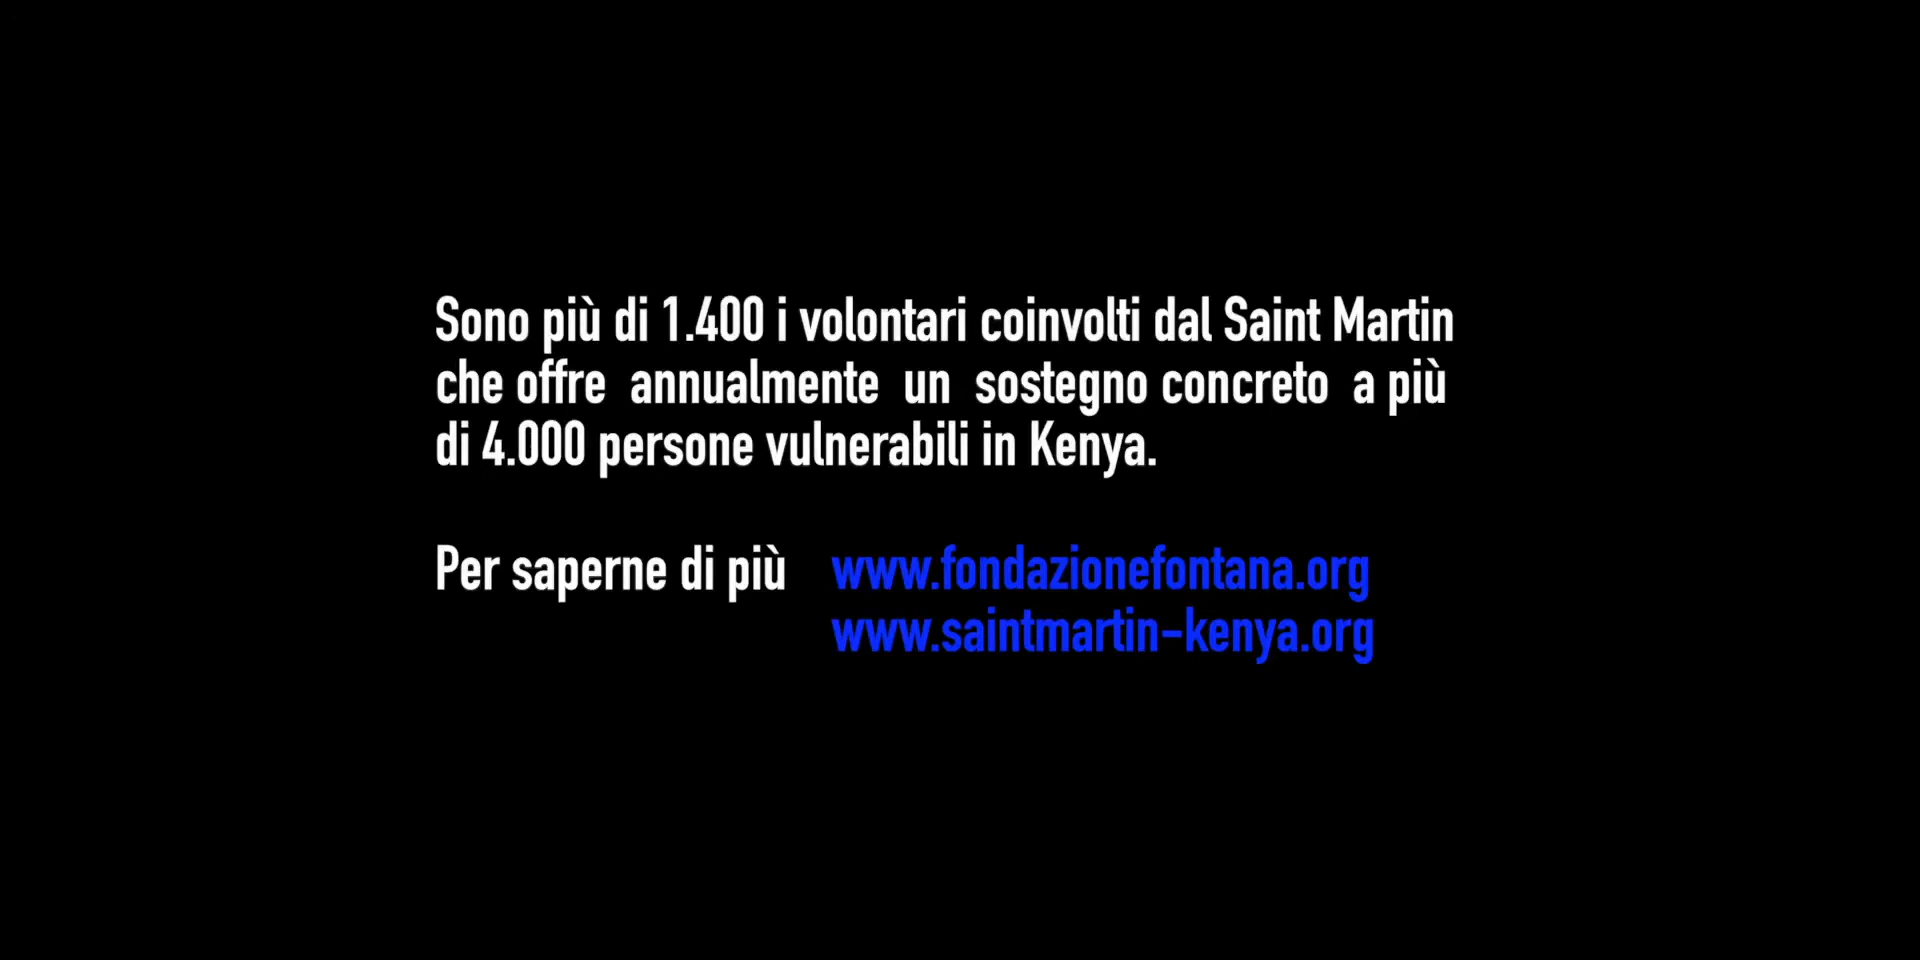 Sono più di 1.400 i volontari coinvolti dal Saint Martin
che offre annualmente un sostegno concreto a più
di 4.000 persone vulnerabili in Kenya.
Per saperne di più www.fondazionefontana.org
www.saintmartin-kenya.org